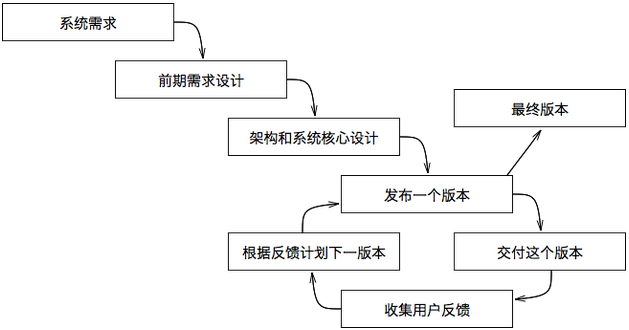 系统需求
前期需求设计
最终版本
架构和系统核心设计
发布一个版本
根据反馈计划下一版本
交付这个版本
收集用户反馈